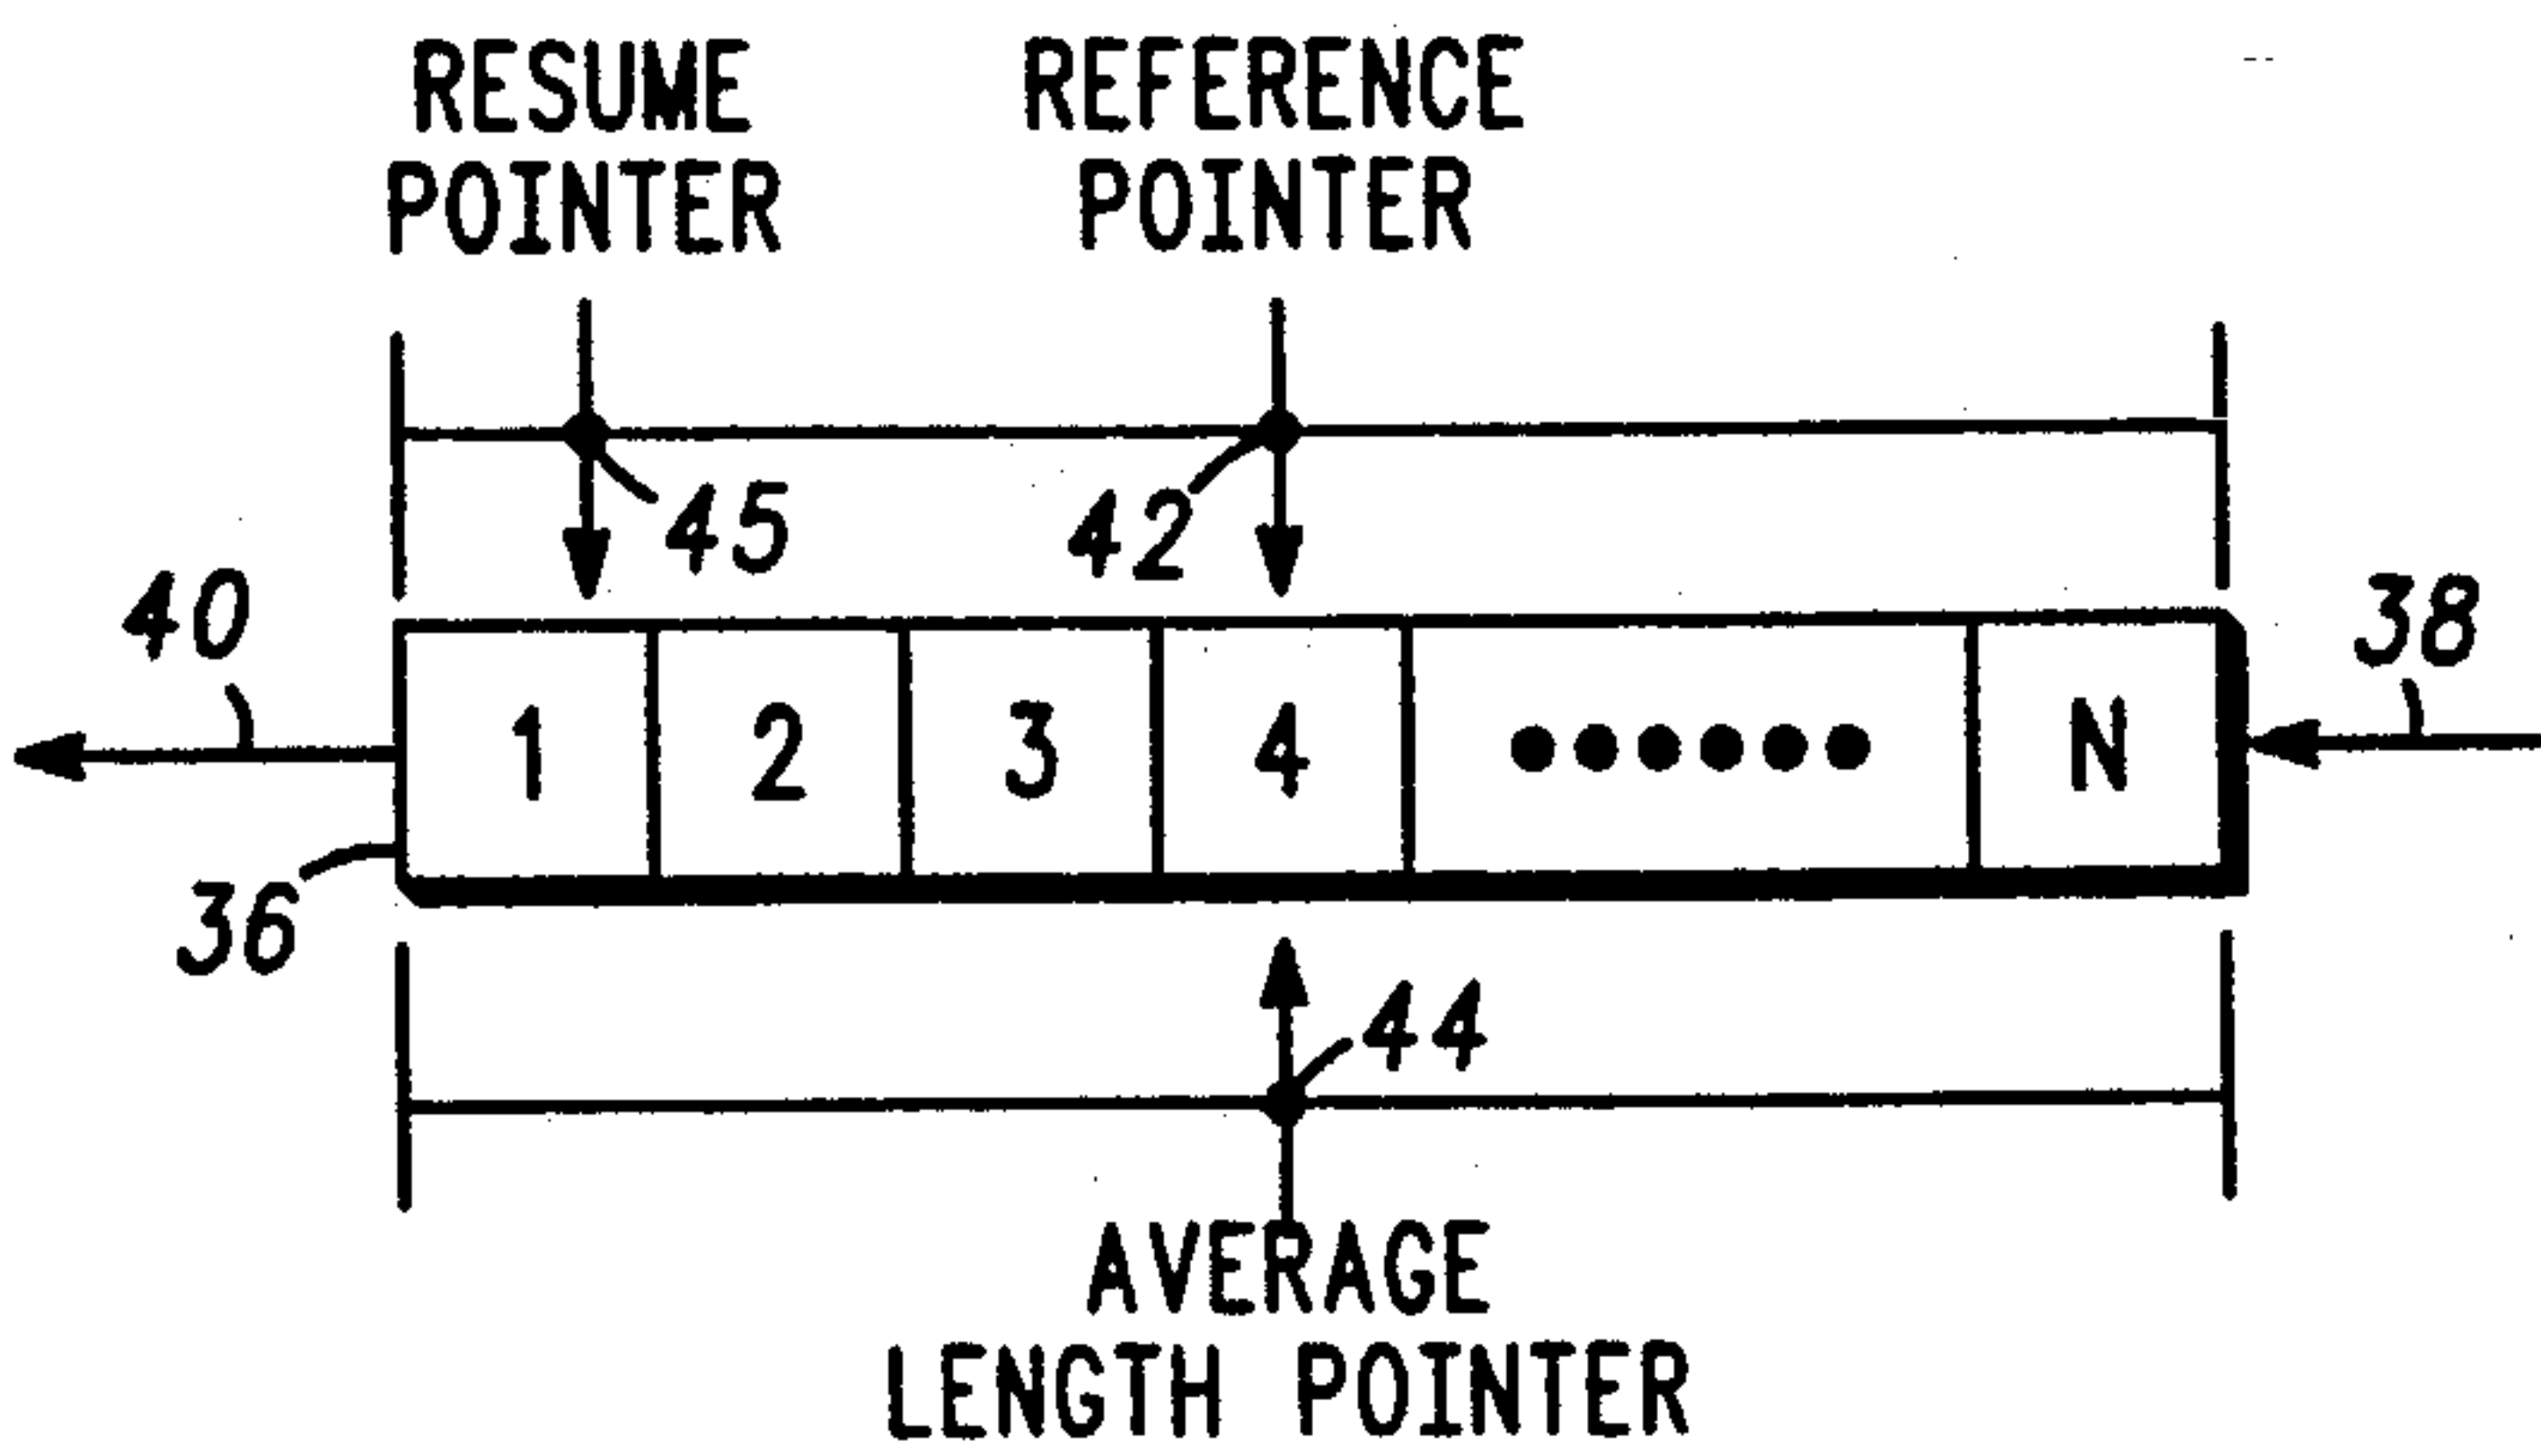 RESUME
POINTER
REFERENCE
POINTER
45
42
40
38
1 2 3 4 ...... N
36
44
AVERAGE
LENGTH POINTER